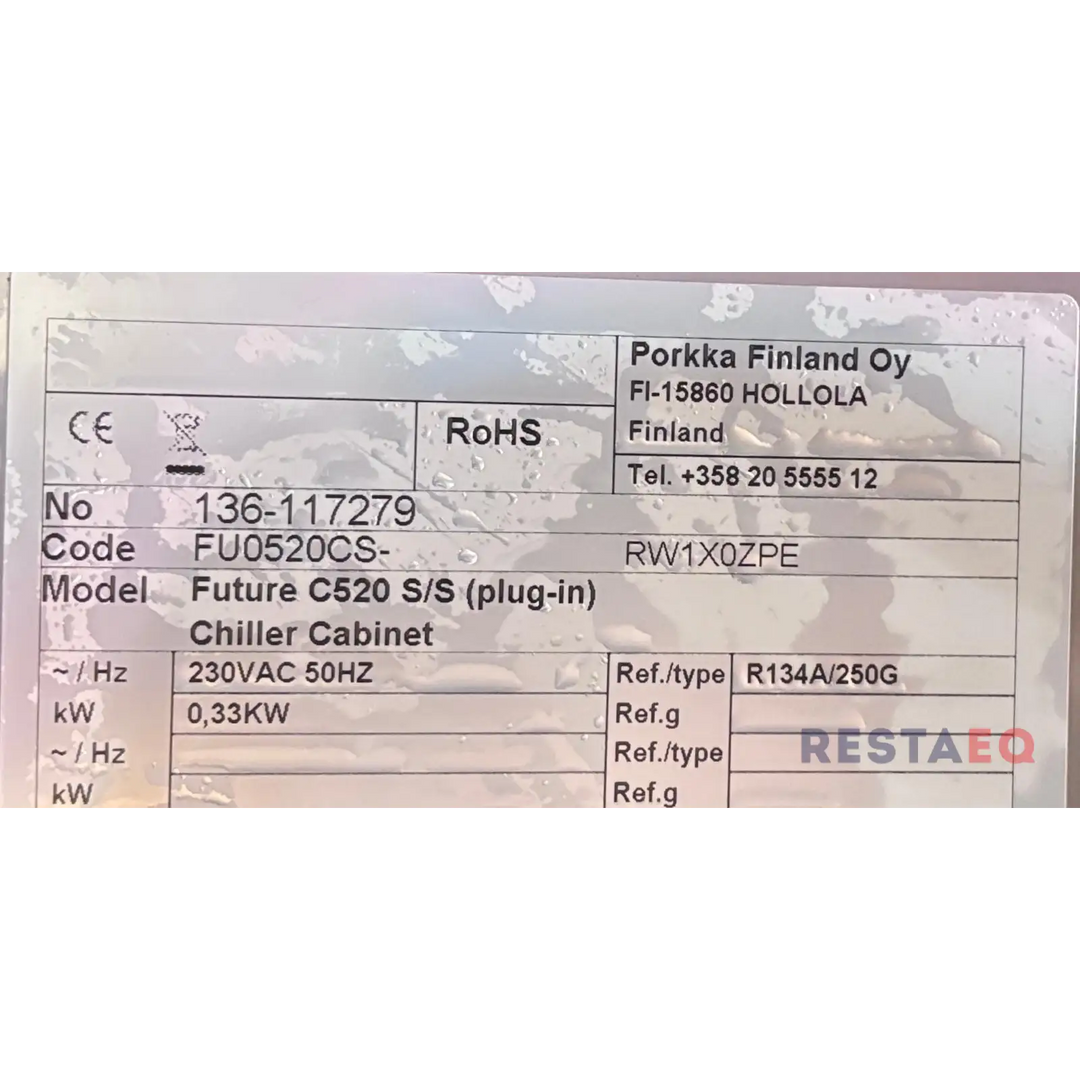 Porkka Finland Oy
FI-15860 HOLLOLA
Finland
CE RoHS
Tel. +358 20 5555 12
No 136-117279
Code FU0520CS- RW1X0ZPE
Model Future C520 S/S (plug-in)
Chiller Cabinet
~ / Hz 230VAC 50HZ Ref./type R134A/250G
kW 0,33KW Ref.g
RESTAEQ
~ / Hz Ref./type
kW Ref.g